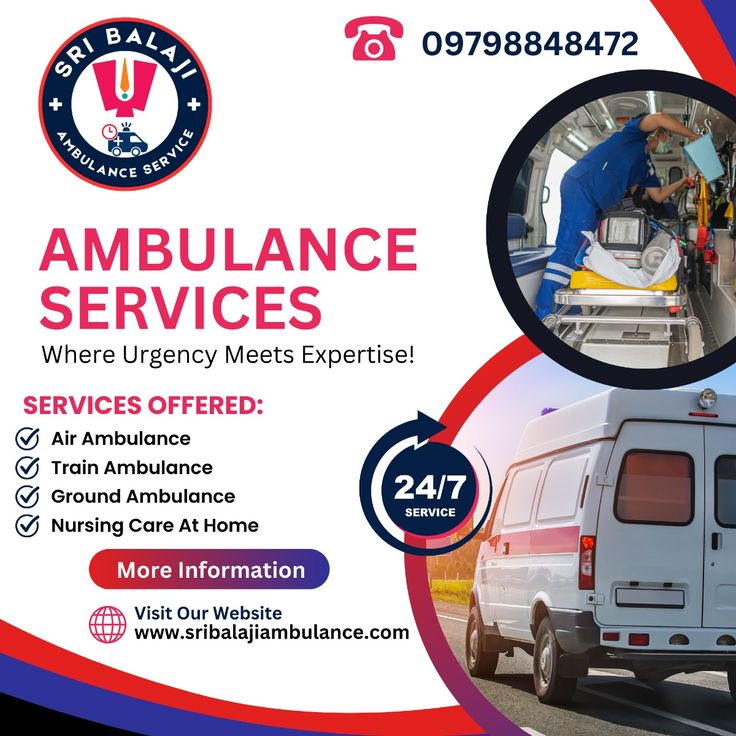 SRI BALAJI
AMBULANCE SERVICE
09798848472
AMBULANCE
SERVICES
Where Urgency Meets Expertise!
SERVICES OFFERED:
Air Ambulance
Train Ambulance
Ground Ambulance
Nursing Care At Home
24/7
SERVICE
More Information
Visit Our Website
www.sribalajiambulance.com